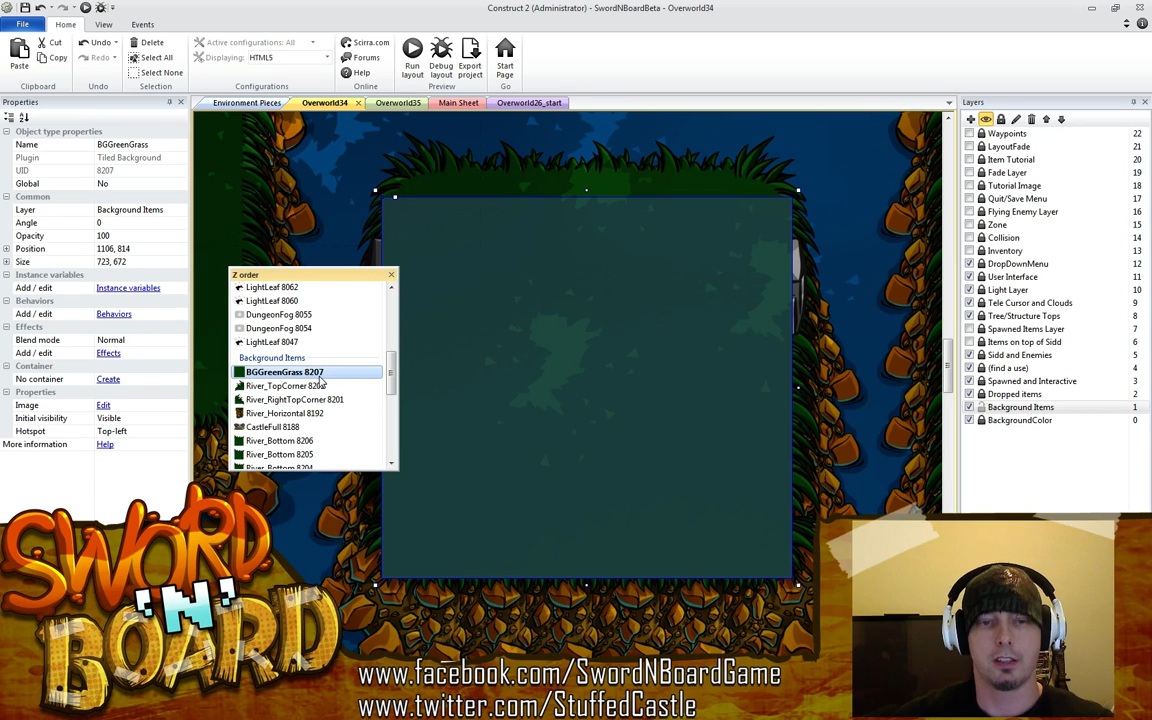 Construct 2 (Administrator) - SwordNBoardBeta - Overworld34
File
Home
View
Events
Paste
Cut
Copy
Clipboard
Undo
Redo
Undo
Delete
Select All
Select None
Selection
Active configurations: All
Displaying:
HTML5
Configurations
Scirra.com
Forums
Help
Online
Run layout
Debug layout
Export project
Preview
Start Page
Go
Properties
Environment Pieces
Overworld34
Overworld35
Main Sheet
Overworld26_start
Layers
Object type properties
Name BGGreenGrass
Plugin Tiled Background
UID 8207
Global No
Common
Layer Background Items
Angle 0
Opacity 100
Position 1106, 814
Size 723, 672
Instance variables
Add / edit Instance variables
Behaviors
Add / edit Behaviors
Effects
Blend mode Normal
Add / edit Effects
Container
No container Create
Properties
Image Edit
Initial visibility Visible
Hotspot Top-left
More information Help
Z order
LightLeaf 8062
LightLeaf 8060
DungeonFog 8055
DungeonFog 8054
LightLeaf 8047
Background Items
BGGreenGrass 8207
River_TopCorner
River_RightTopCorner 8201
River_Horizontal 8192
CastleFull 8188
River_Bottom 8206
River_Bottom 8205
River_Bottom 8204
Waypoints 22
LayoutFade 21
Item Tutorial 20
Fade Layer 19
Tutorial Image 18
Quit/Save Menu 17
Flying Enemy Layer 16
Zone 15
Collision 14
Inventory 13
DropDownMenu 12
User Interface 11
Light Layer 10
Tele Cursor and Clouds 9
Tree/Structure Tops 8
Spawned Items Layer 7
Items on top of Sidd 6
Sidd and Enemies 5
(find a use) 4
Spawned and Interactive 3
Dropped items 2
Background Items 1
BackgroundColor 0
SWORD
'N'
BOARD
www.facebook.com/SwordNBoardGame
www.twitter.com/StuffedCastle